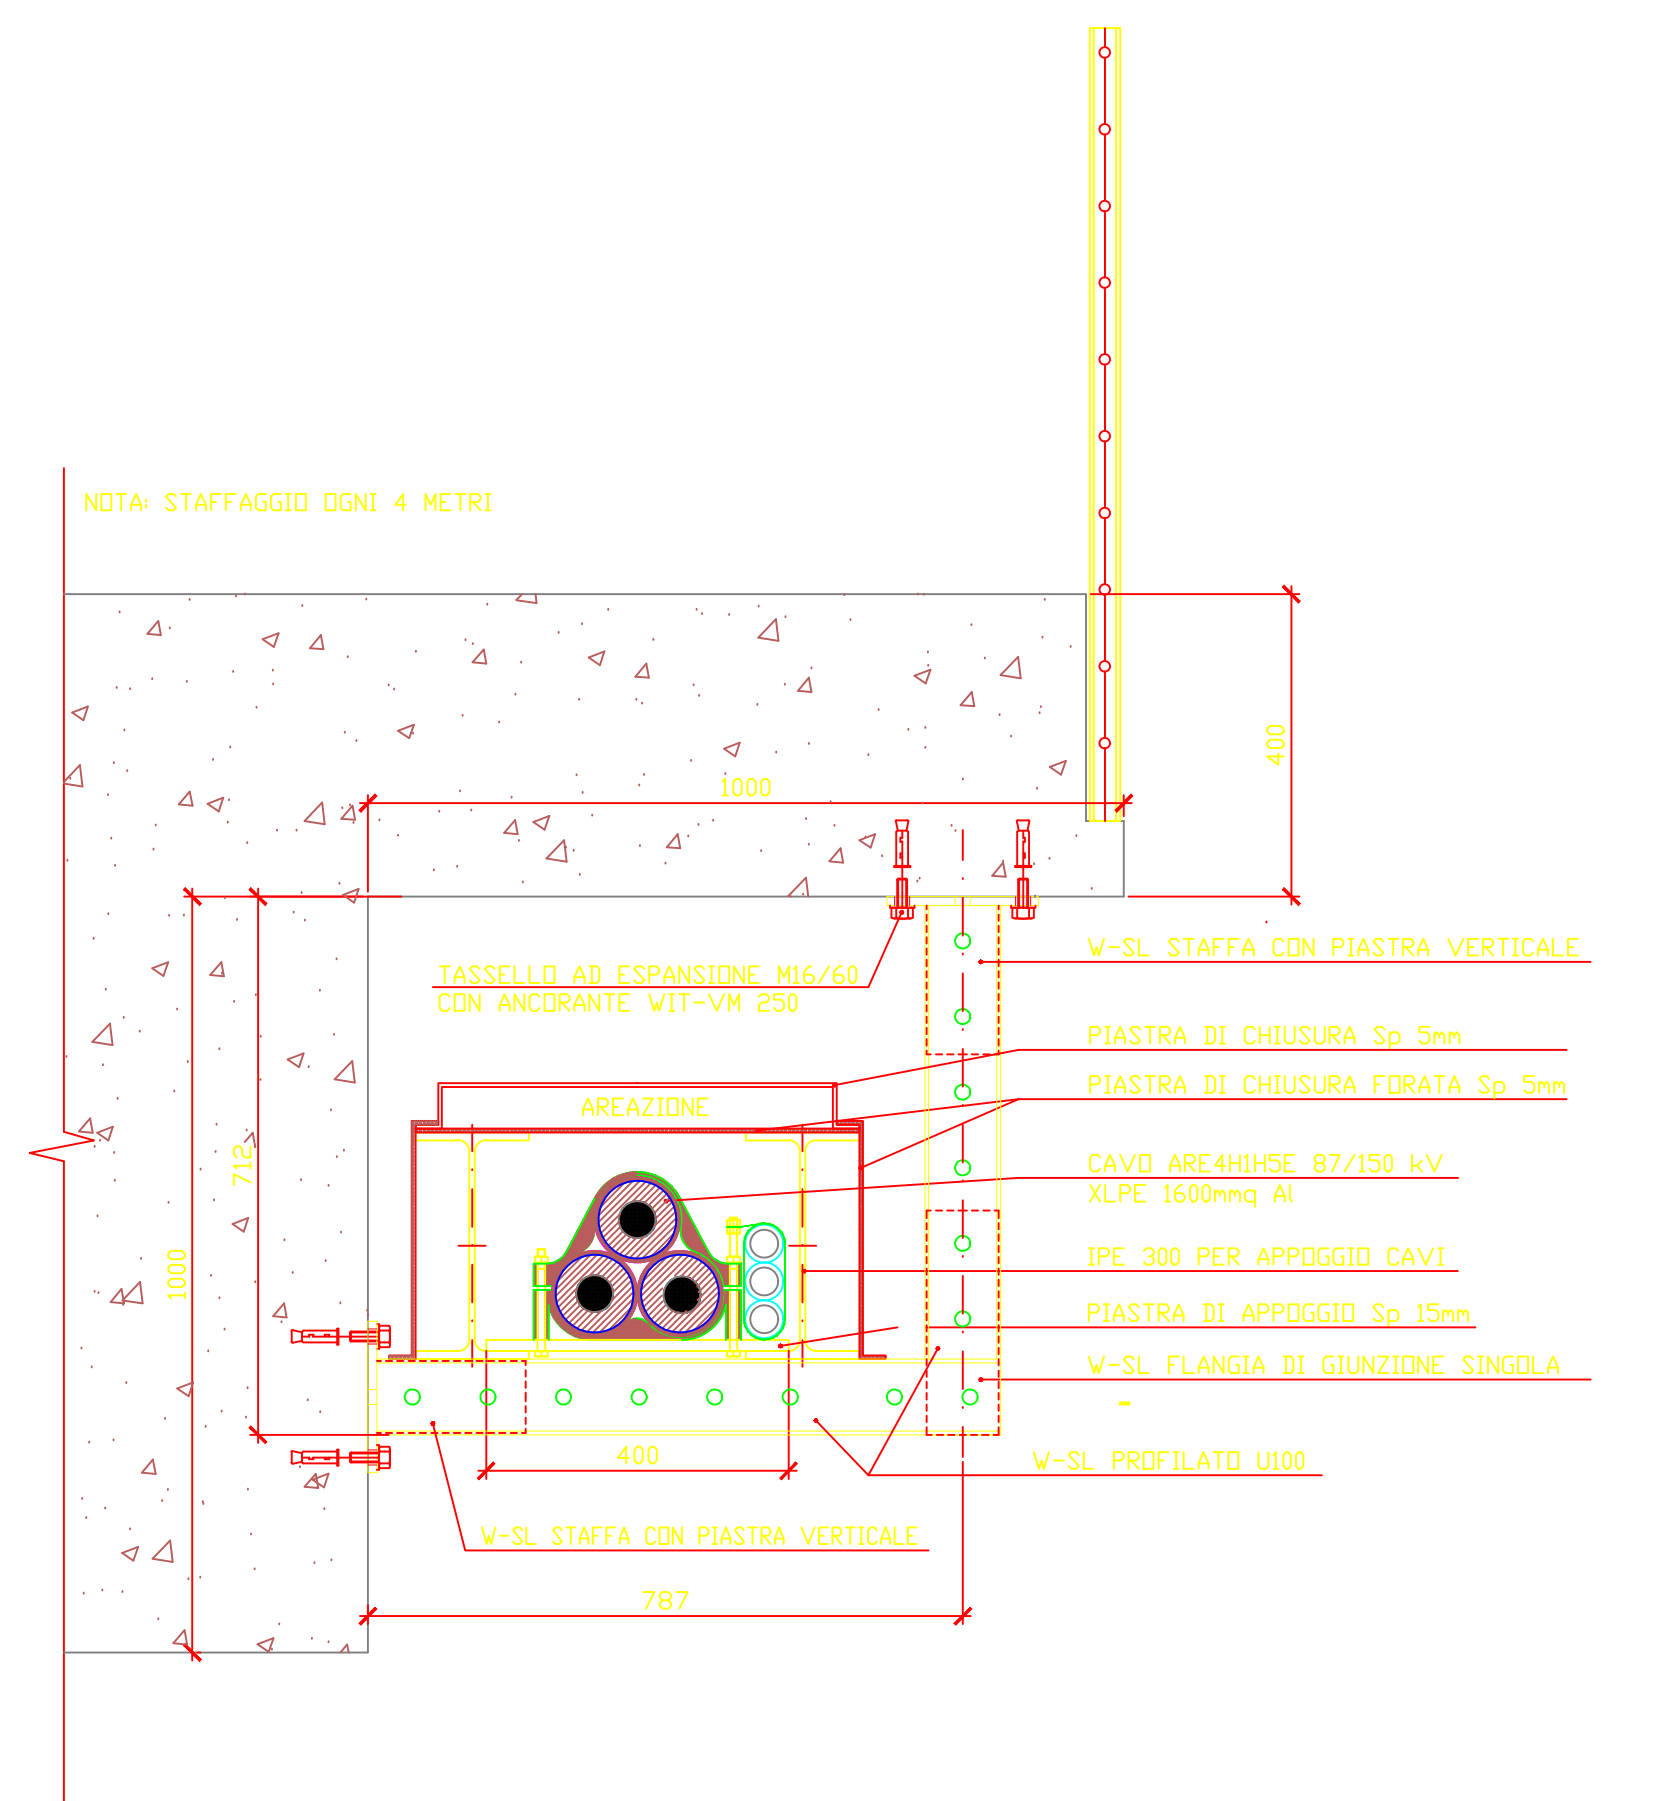 NOTA: STAFFAGGIO OGNI 4 METRI
400
1000
W-SL STAFFA CON PIASTRA VERTICALE
TASSELLO AD ESPANSIONE M16/60
CON ANCORANTE WIT-VM 250
PIASTRA DI CHIUSURA Sp 5mm
PIASTRA DI CHIUSURA FORATA Sp 5mm
AREAZIONE
712
CAVO ARE4H1H5E 87/150 kV
XLPE 1600mmq Al
1000
IPE 300 PER APPOGGIO CAVI
PIASTRA DI APPOGGIO Sp 15mm
W-SL FLANGIA DI GIUNZIONE SINGOLA
-
400
W-SL PROFILATO U100
W-SL STAFFA CON PIASTRA VERTICALE
787